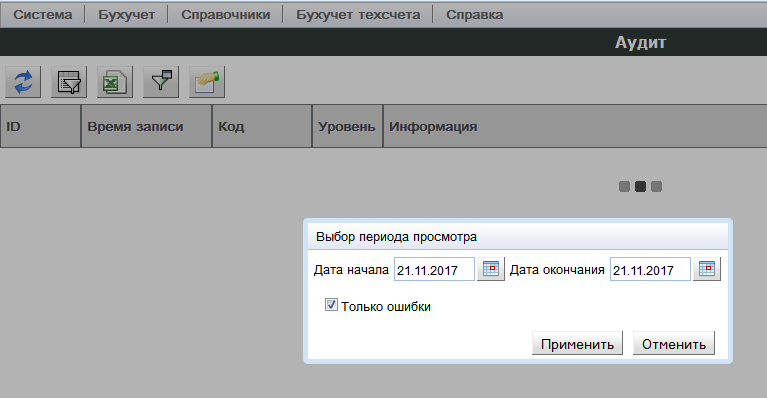 Система Бухучет Справочники Бухучет техсчета Справка
Аудит
ID Время записи Код Уровень Информация
Выбор периода просмотра
Дата начала 21.11.2017 Дата окончания 21.11.2017
Только ошибки
Применить Отменить